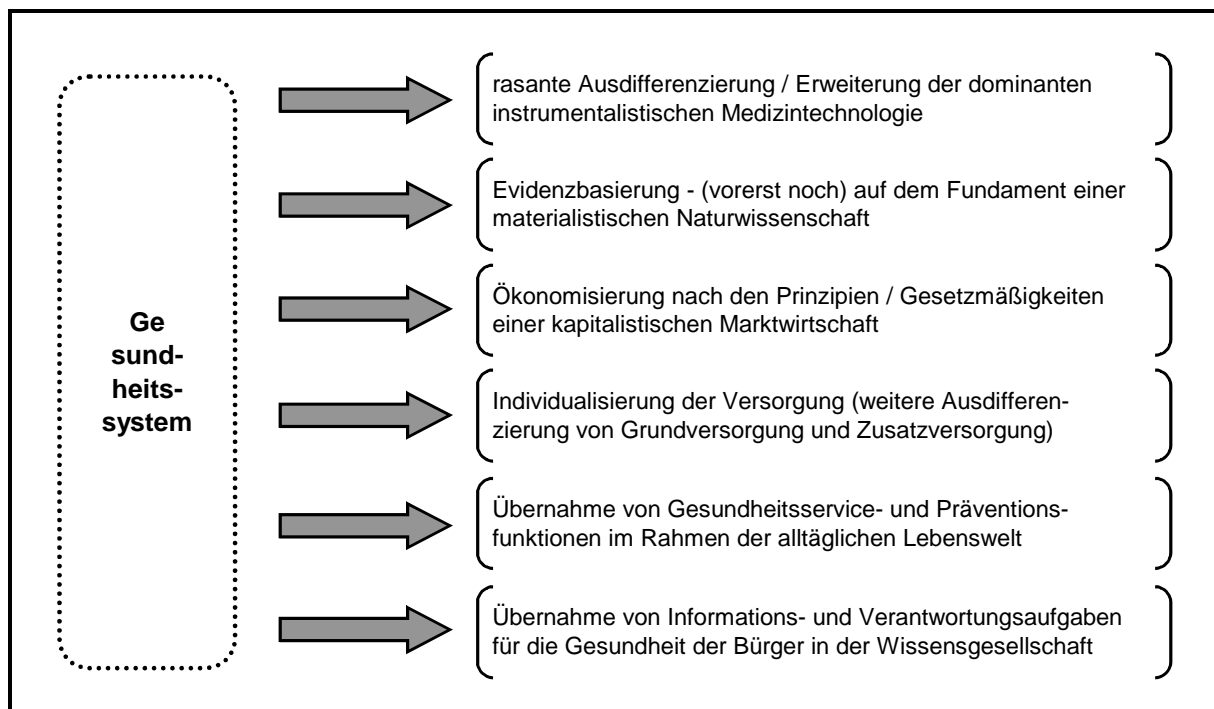 rasante Ausdifferenzierung / Erweiterung der dominanten
instrumentalistischen Medizintechnologie
Evidenzbasierung - (vorerst noch) auf dem Fundament einer
materialistischen Naturwissenschaft
Ökonomisierung nach den Prinzipien / Gesetzmäßigkeiten
einer kapitalistischen Marktwirtschaft
Ge
sund-
heits-
system
Individualisierung der Versorgung (weitere Ausdifferen-
zierung von Grundversorgung und Zusatzversorgung)
Übernahme von Gesundheitsservice- und Präventions-
funktionen im Rahmen der alltäglichen Lebenswelt
Übernahme von Informations- und Verantwortungsaufgaben
für die Gesundheit der Bürger in der Wissensgesellschaft